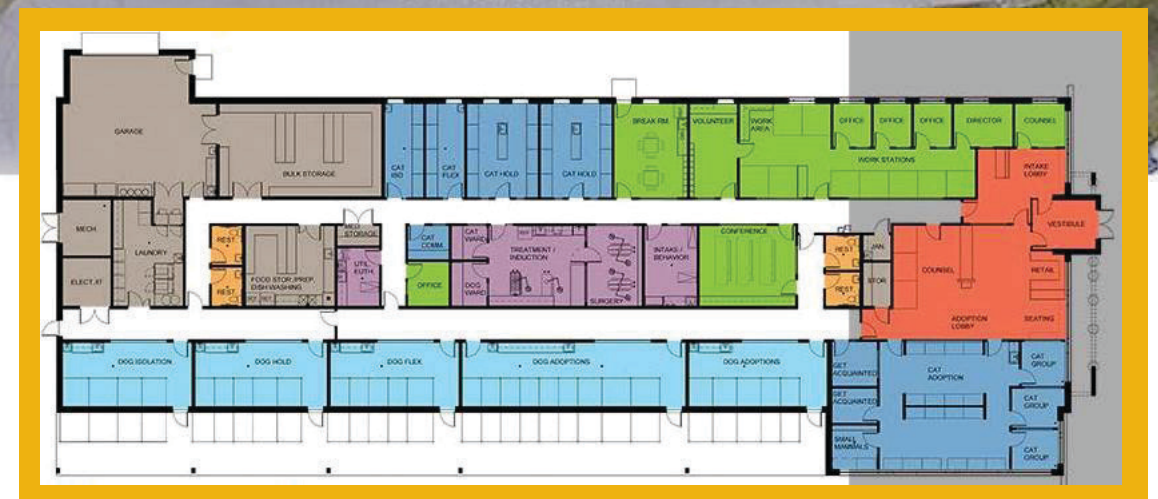 GARAGE
BULK STORAGE
CAT
ISO
CAT
FLEX
CAT HOLD
CAT HOLD
BREAK RM.
VOLUNTEER
WORK
AREA
OFFICE
OFFICE
OFFICE
DIRECTOR
COUNSEL
WORK STATIONS
INTAKE
LOBBY
VESTIBULE
MECH.
LAUNDRY
ELECT./IT
REST
REST
FOOD STOR./PREP.
DISH WASHING
REF.
REF.
MED
STORAGE
UTIL
EUTH.
CAT
COMM.
OFFICE
CAT
WARD
DOG
WARD
TREATMENT /
INDUCTION
SURGERY
INTAKE /
BEHAVIOR
CONFERENCE
REST
REST
JAN.
STOR
COUNSEL
RETAIL
ADOPTION
LOBBY
SEATING
DOG ISOLATION
DOG HOLD
DOG FLEX
DOG ADOPTIONS
DOG ADOPTIONS
GET
ACQUAINTED
GET
ACQUAINTED
SMALL
MAMMALS
CAT
ADOPTION
CAT
GROUP
CAT
GROUP
CAT
GROUP